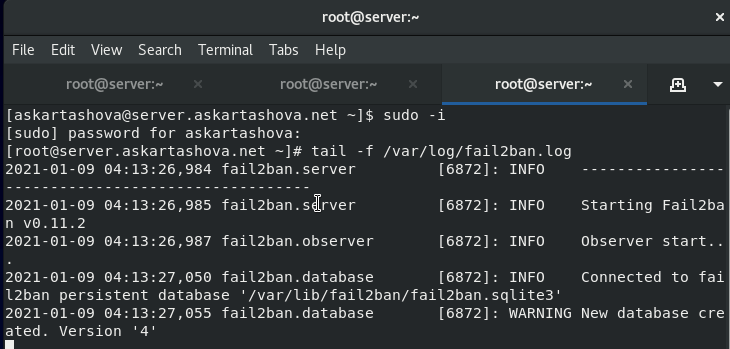 root@server:~
File Edit View Search Terminal Tabs Help
root@server:~ × root@server:~ × root@server:~ ×
[askartashova@server.askartashova.net ~]$ sudo -i
[sudo] password for askartashova:
[root@server.askartashova.net ~]# tail -f /var/log/fail2ban.log
2021-01-09 04:13:26,984 fail2ban.server         [6872]: INFO    ----------------
----------------------------------
2021-01-09 04:13:26,985 fail2ban.server         [6872]: INFO    Starting Fail2ba
n v0.11.2
2021-01-09 04:13:26,987 fail2ban.observer       [6872]: INFO    Observer start..
.
2021-01-09 04:13:27,050 fail2ban.database       [6872]: INFO    Connected to fai
l2ban persistent database '/var/lib/fail2ban/fail2ban.sqlite3'
2021-01-09 04:13:27,055 fail2ban.database       [6872]: WARNING New database cre
ated. Version '4'